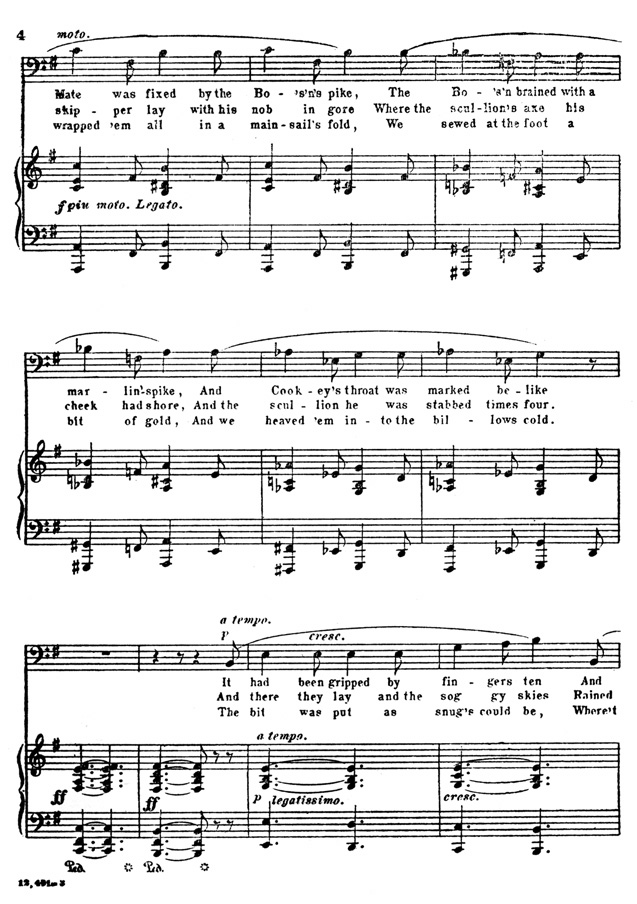 4 moto.
Mate was fixed by the Bo - 's'n's pike, The Bo - 's'n brained with a
skip - per lay with his nob in gore Where the scul - lion's axe his
wrapped 'em all in a main - sail's fold, We sewed at the foot a
f piu moto. Legato.
mar - lin-spike, And Cook - ey's throat was marked be - like
cheek had shore, And the scul - lion he was stabbed times four.
bit of gold, And we heaved 'em in - to the bil - lows cold.
a tempo.
P cresc.
It had been gripped by fin - gers ten And
And there they lay and the sog gy skies Rained
The bit was put as snug's could be, Where't
a tempo.
ff ff P legatissimo. cresc.
Ped. Ped.
12,491-3